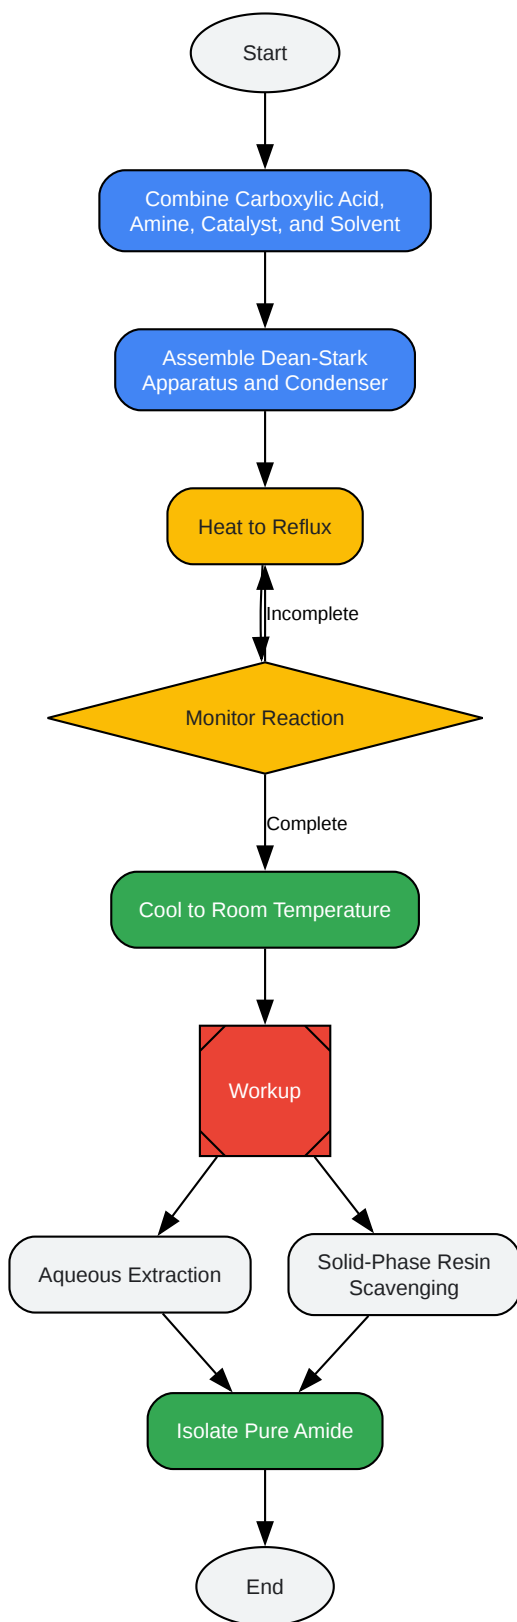 Start
Combine Carboxylic Acid,
Amine, Catalyst, and Solvent
Assemble Dean-Stark
Apparatus and Condenser
Heat to Reflux
Incomplete
Monitor Reaction
Complete
Cool to Room Temperature
Workup
Aqueous Extraction
Solid-Phase Resin
Scavenging
Isolate Pure Amide
End